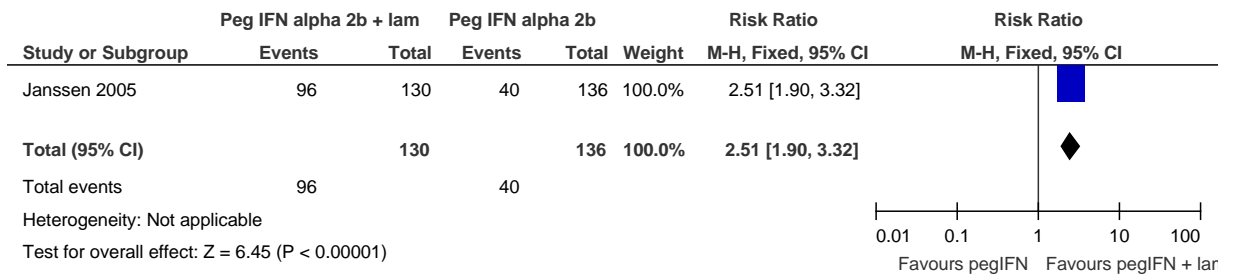 Peg IFN alpha 2b + lam Peg IFN alpha 2b Risk Ratio Risk Ratio
Study or Subgroup Events Total Events Total Weight M-H, Fixed, 95% CI M-H, Fixed, 95% CI
Janssen 2005 96 130 40 136 100.0% 2.51 [1.90, 3.32]
Total (95% CI) 130 136 100.0% 2.51 [1.90, 3.32]
Total events 96 40
Heterogeneity: Not applicable
Test for overall effect: Z = 6.45 (P < 0.00001)
0.01 0.1 1 10 100
Favours pegIFN Favours pegIFN + lar